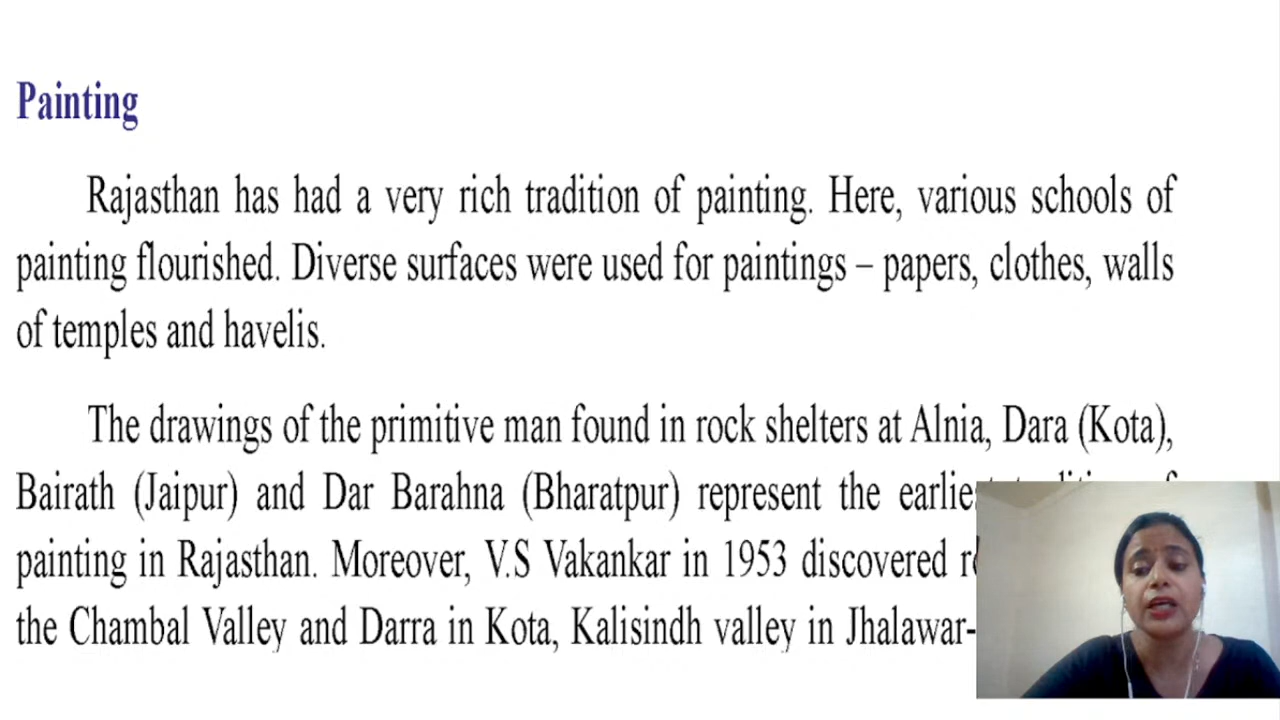 Painting
Rajasthan has had a very rich tradition of painting. Here, various schools of
painting flourished. Diverse surfaces were used for paintings – papers, clothes, walls
of temples and havelis.
The drawings of the primitive man found in rock shelters at Alnia, Dara (Kota),
Bairath (Jaipur) and Dar Barahna (Bharatpur) represent the
painting in Rajasthan. Moreover, V.S Vakankar in 1953 discovered
the Chambal Valley and Darra in Kota, Kalisindh valley in Jhalawar-